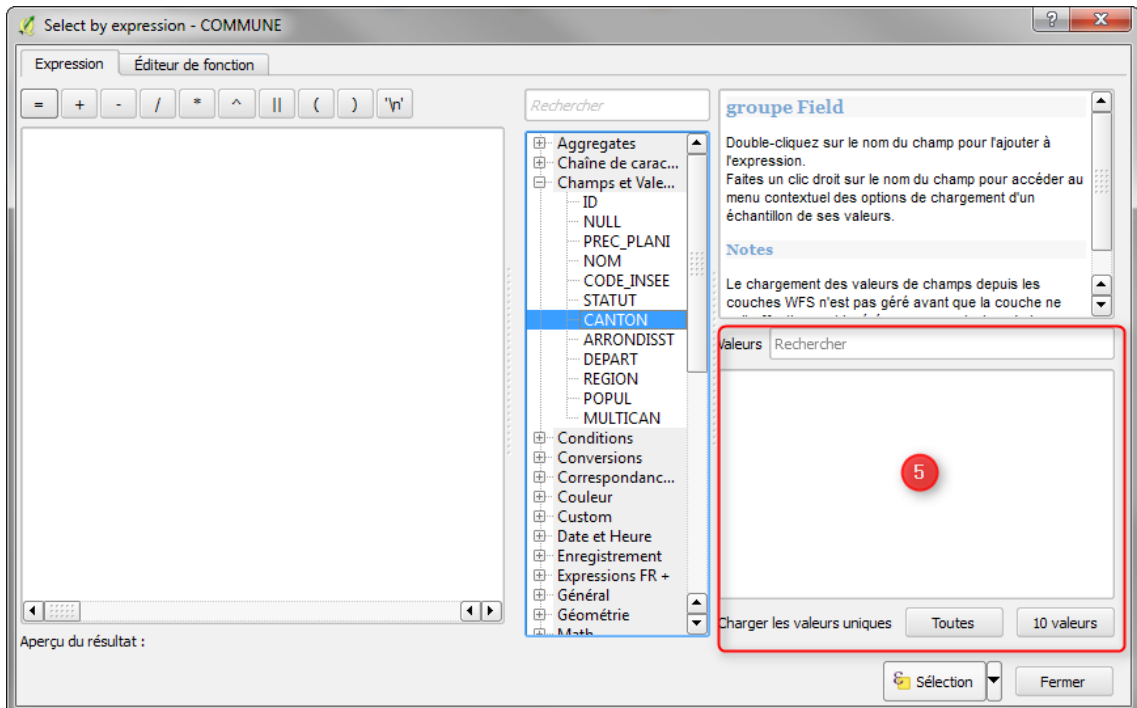 Select by expression - COMMUNE
Expression Éditeur de fonction
= + - / * ^ || ( ) '\n'
Rechercher
Aggregates
Chaîne de carac...
Champs et Vale...
ID
NULL
PREC_PLANI
NOM
CODE_INSEE
STATUT
CANTON
ARRONDISST
DEPART
REGION
POPUL
MULTICAN
Conditions
Conversions
Correspondanc...
Couleur
Custom
Date et Heure
Enregistrement
Expressions FR +
Général
Géométrie
Math
groupe Field
Double-cliquez sur le nom du champ pour l'ajouter à
l'expression.
Faites un clic droit sur le nom du champ pour accéder au
menu contextuel des options de chargement d'un
échantillon de ses valeurs.
Notes
Le chargement des valeurs de champs depuis les
couches WFS n'est pas géré avant que la couche ne
Valeurs Rechercher
5
Charger les valeurs uniques Toutes 10 valeurs
Aperçu du résultat :
Sélection Fermer